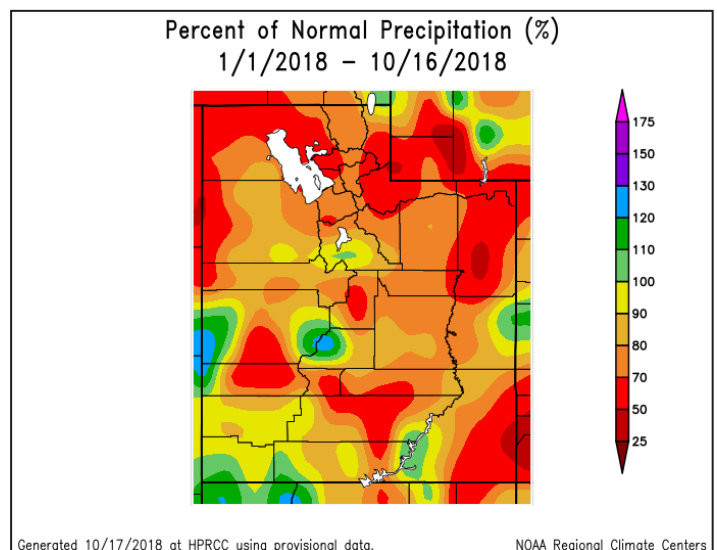 Percent of Normal Precipitation (%)
1/1/2018 – 10/16/2018
175
150
130
120
110
100
90
80
70
50
25
Generated 10/17/2018 at HPRCC using provisional data.
NOAA Regional Climate Centers